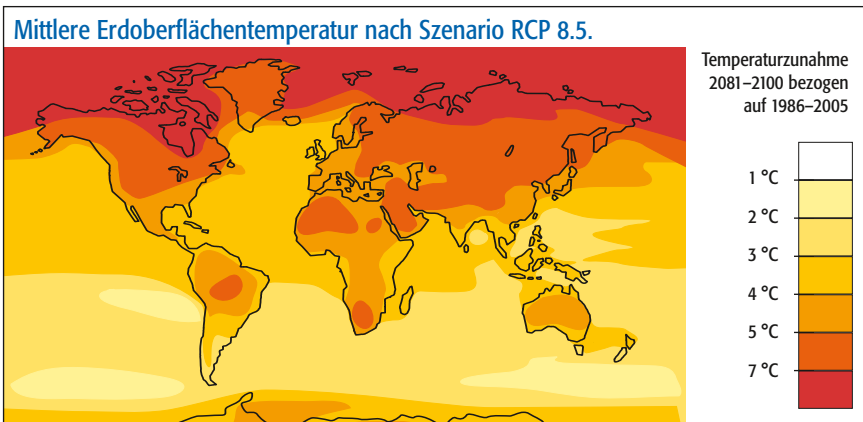 Mittlere Erdoberflächentemperatur nach Szenario RCP 8.5.
Temperaturzunahme
2081–2100 bezogen
auf 1986–2005
1 °C
2 °C
3 °C
4 °C
5 °C
7 °C